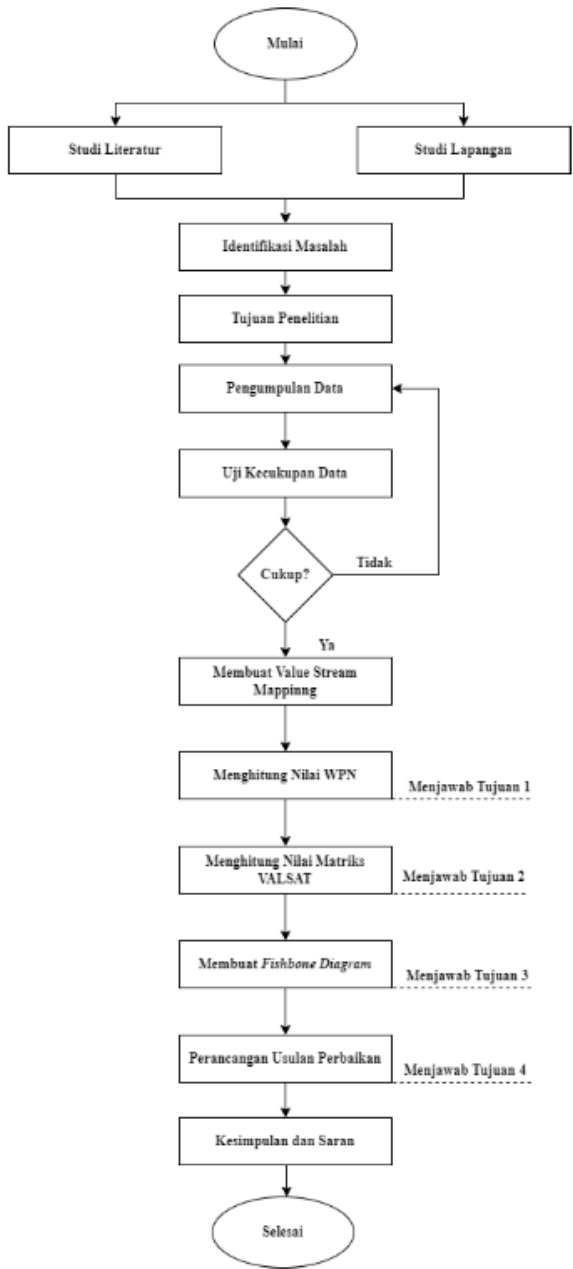 Mulai
Studi Literatur
Studi Lapangan
Identifikasi Masalah
Tujuan Penelitian
Pengumpulan Data
Uji Kecukupan Data
Cukup?
Tidak
Ya
Membuat Value Stream
Mappinng
Menghitung Nilai WPN
Menjawab Tujuan 1
Menghitung Nilai Matriks
VALSAT
Menjawab Tujuan 2
Membuat Fishbone Diagram
Menjawab Tujuan 3
Perancangan Usulan Perbaikan
Menjawab Tujuan 4
Kesimpulan dan Saran
Selesai